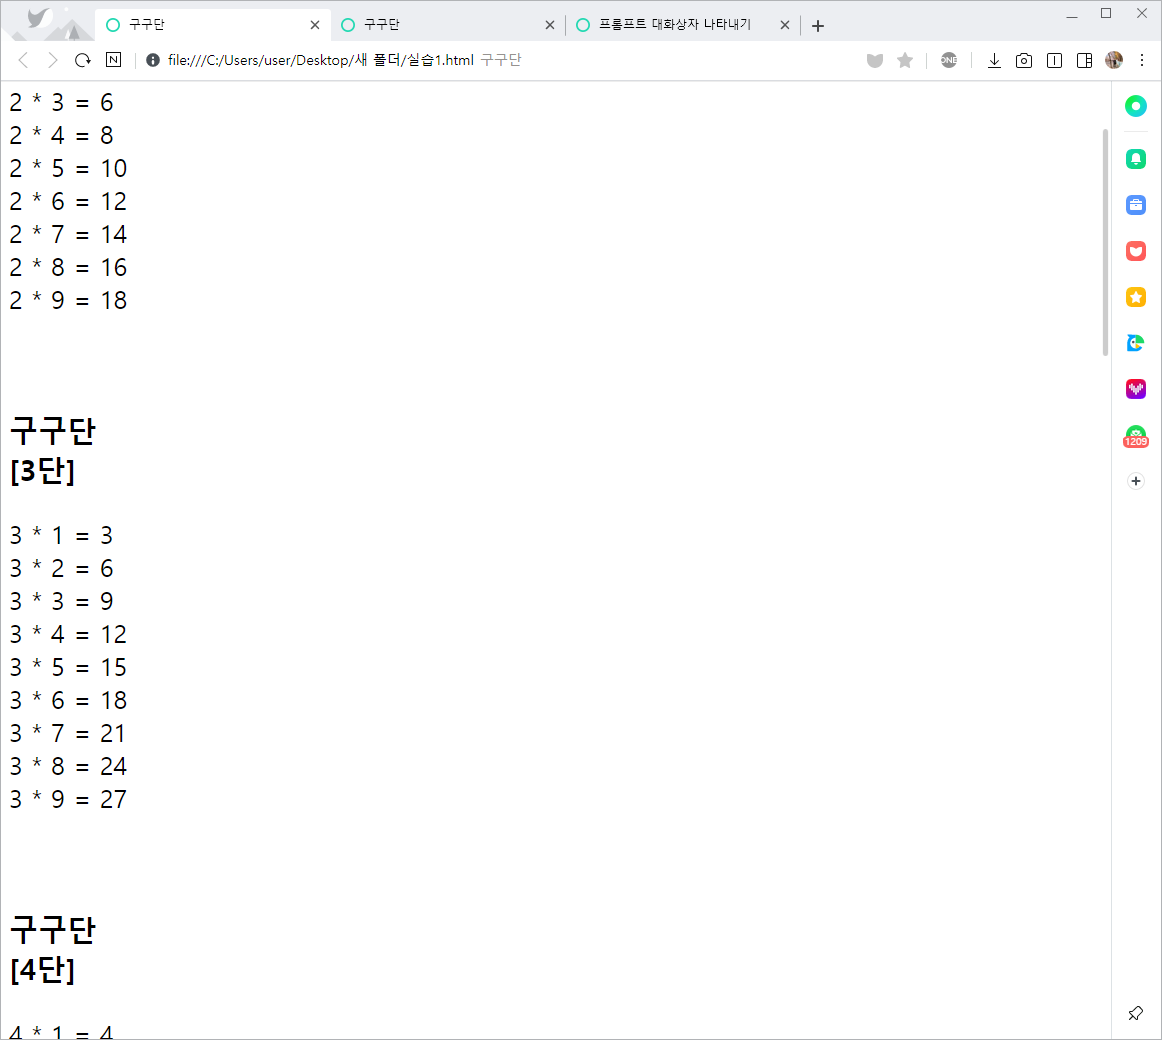 구구단
구구단
프롬프트 대화상자 나타내기
N
file:///C:/Users/user/Desktop/새 폴더/실습1.html 구구단
ONE
2 * 3 = 6
2 * 4 = 8
2 * 5 = 10
2 * 6 = 12
2 * 7 = 14
2 * 8 = 16
2 * 9 = 18
구구단
[3단]
3 * 1 = 3
3 * 2 = 6
3 * 3 = 9
3 * 4 = 12
3 * 5 = 15
3 * 6 = 18
3 * 7 = 21
3 * 8 = 24
3 * 9 = 27
구구단
[4단]
4 * 1 = 4
1209